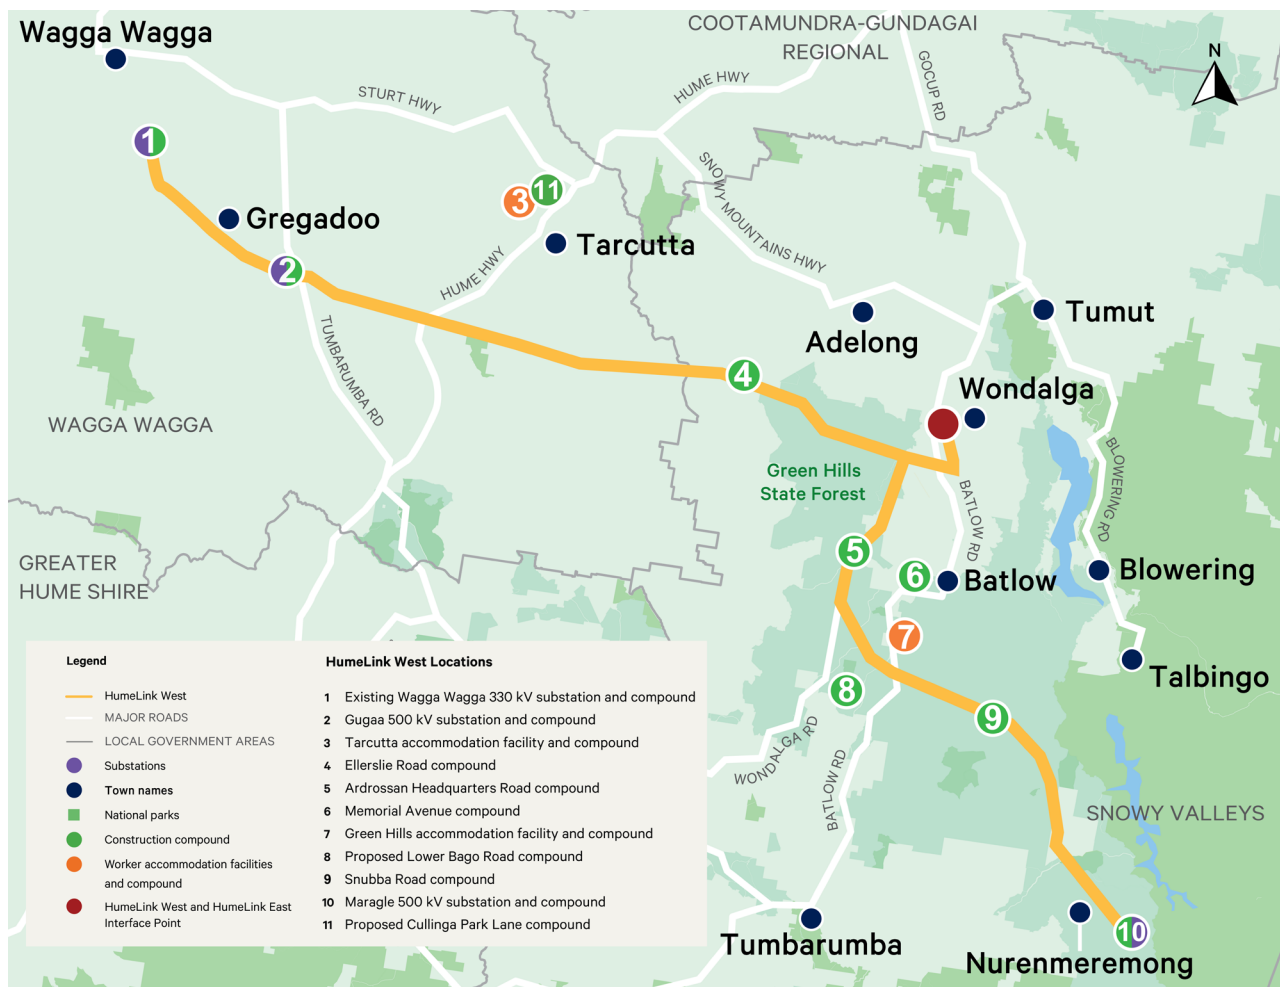 Wagga Wagga
COOTAMUNDRA-GUNDAGAI
REGIONAL
N
GOCUP RD
HUME HWY
STURT HWY
1
SNOWY MOUNTAINS HWY
3
11
Gregadoo
Tarcutta
2
HUME HWY
Tumut
Adelong
TUMBARUMBA RD
4
Wondalga
WAGGA WAGGA
Green Hills
State Forest
BLOWERING RD
BATLOW RD
GREATER
HUME SHIRE
5
6
Batlow
Blowering
7
Talbingo
8
9
WONDALGA RD
BATLOW RD
SNOWY VALLEYS
Tumbarumba
10
Nurenmeremong
Legend
HumeLink West
MAJOR ROADS
LOCAL GOVERNMENT AREAS
Substations
Town names
National parks
Construction compound
Worker accommodation facilities
and compound
HumeLink West and HumeLink East
Interface Point
HumeLink West Locations
1 Existing Wagga Wagga 330 kV substation and compound
2 Gugaa 500 kV substation and compound
3 Tarcutta accommodation facility and compound
4 Ellerslie Road compound
5 Ardrossan Headquarters Road compound
6 Memorial Avenue compound
7 Green Hills accommodation facility and compound
8 Proposed Lower Bago Road compound
9 Snubba Road compound
10 Maragle 500 kV substation and compound
11 Proposed Cullinga Park Lane compound